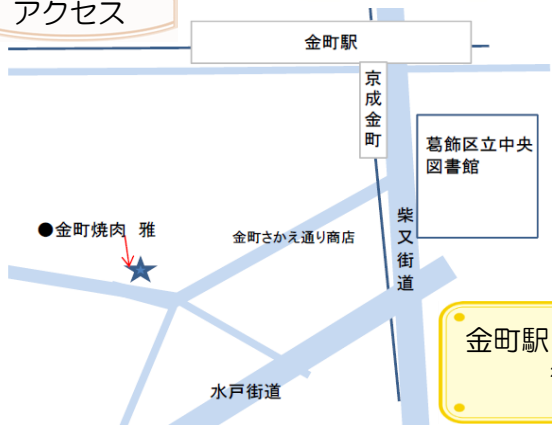 アクセス
金町駅
京成金町
葛飾区立中央
図書館
●金町焼肉 雅
金町さかえ通り商店
柴又街道
水戸街道
金町駅